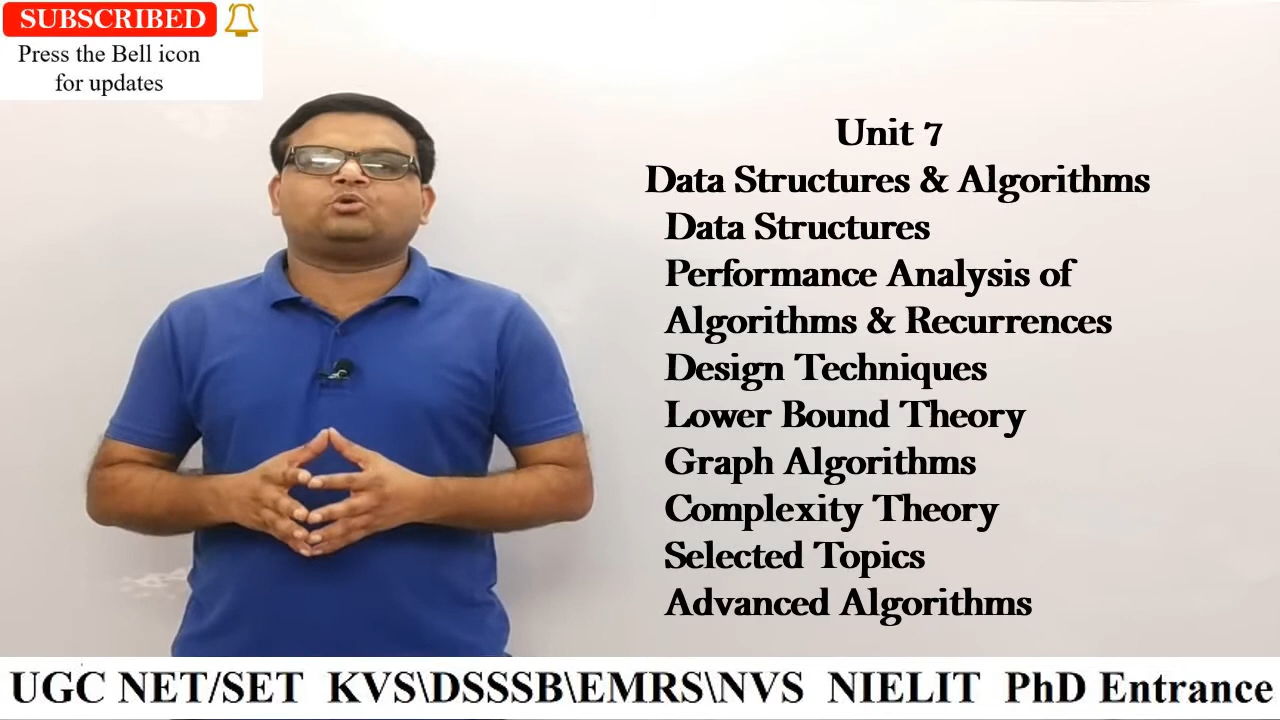 SUBSCRIBED
Press the Bell icon
for updates
Unit 7
Data Structures & Algorithms
Data Structures
Performance Analysis of
Algorithms & Recurrences
Design Techniques
Lower Bound Theory
Graph Algorithms
Complexity Theory
Selected Topics
Advanced Algorithms
UGC NET/SET KVS\DSSSB\EMRS\NVS NIELIT PhD Entrance